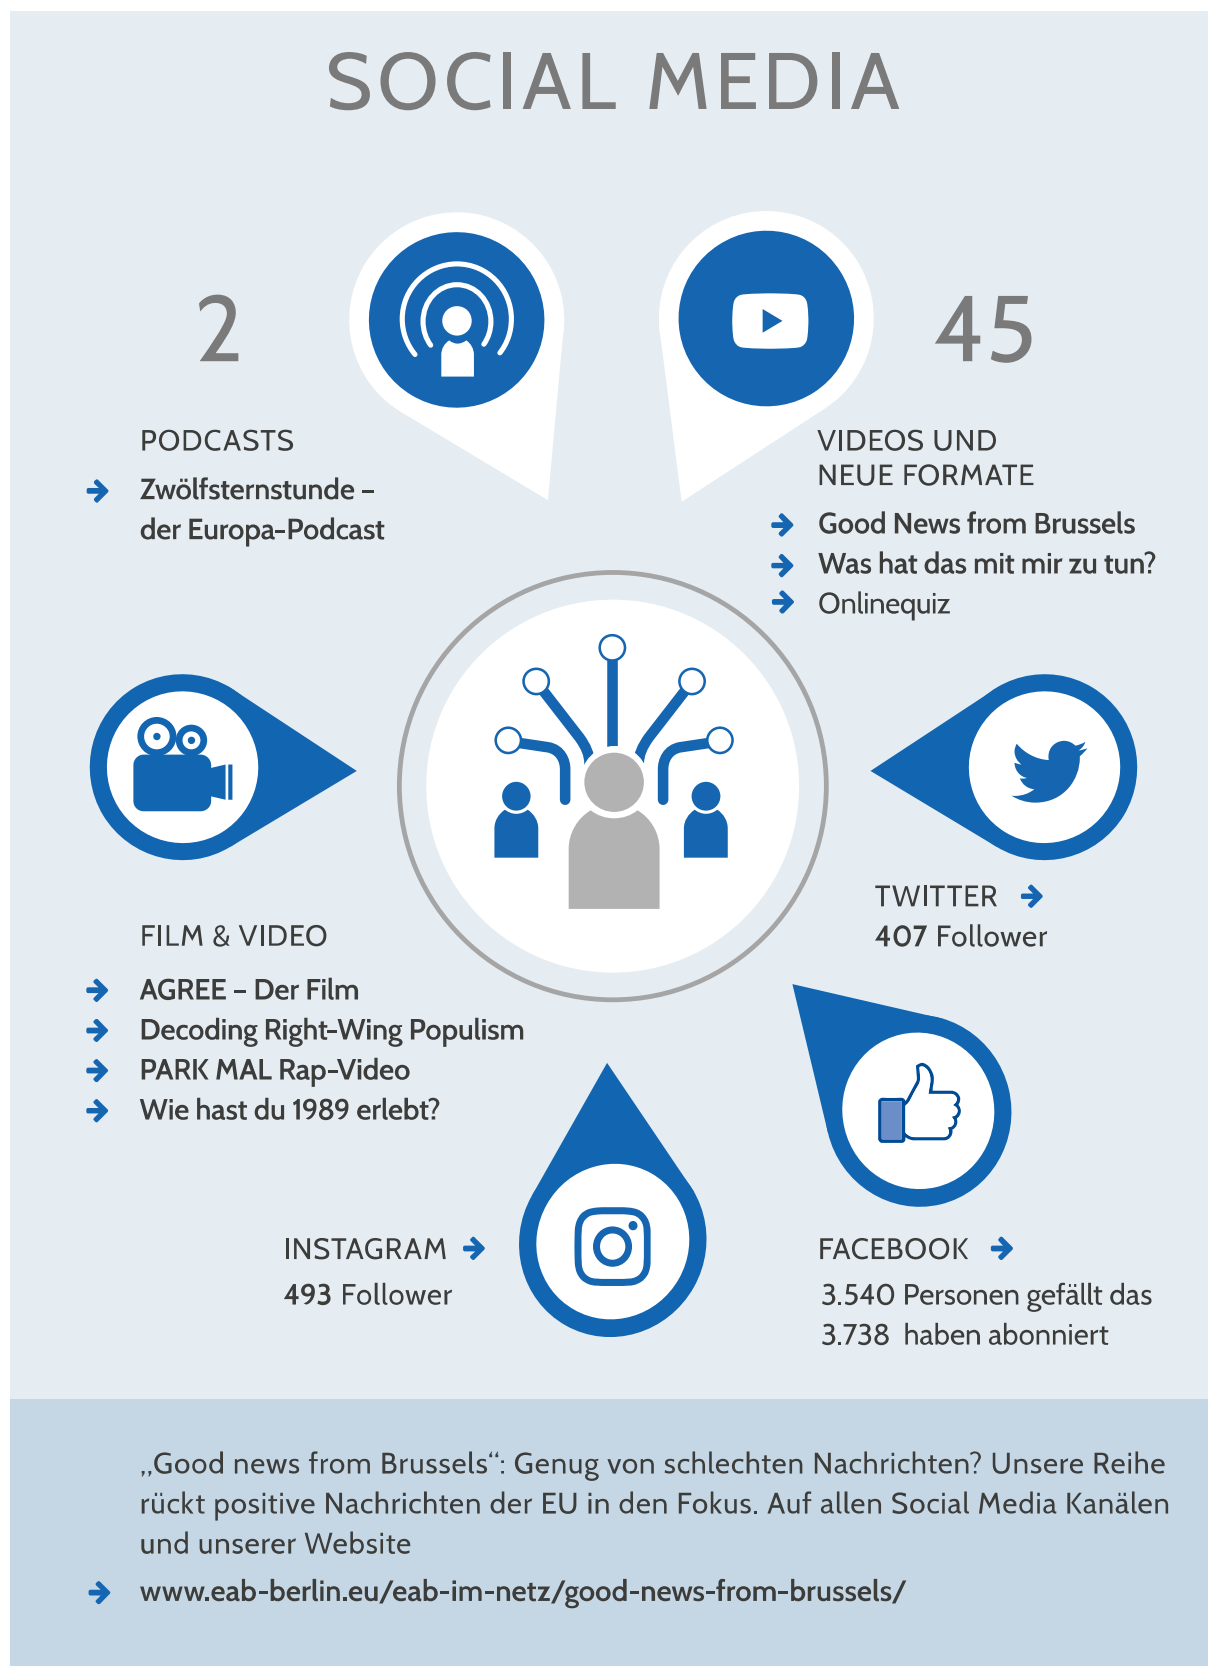 SOCIAL MEDIA
2
PODCASTS
Zwölfsternstunde –
der Europa-Podcast
45
VIDEOS UND
NEUE FORMATE
Good News from Brussels
Was hat das mit mir zu tun?
Onlinequiz
FILM & VIDEO
AGREE – Der Film
Decoding Right-Wing Populism
PARK MAL Rap-Video
Wie hast du 1989 erlebt?
TWITTER
407 Follower
INSTAGRAM
493 Follower
FACEBOOK
3.540 Personen gefällt das
3.738 haben abonniert
„Good news from Brussels“: Genug von schlechten Nachrichten? Unsere Reihe
rückt positive Nachrichten der EU in den Fokus. Auf allen Social Media Kanälen
und unserer Website
www.eab-berlin.eu/eab-im-netz/good-news-from-brussels/